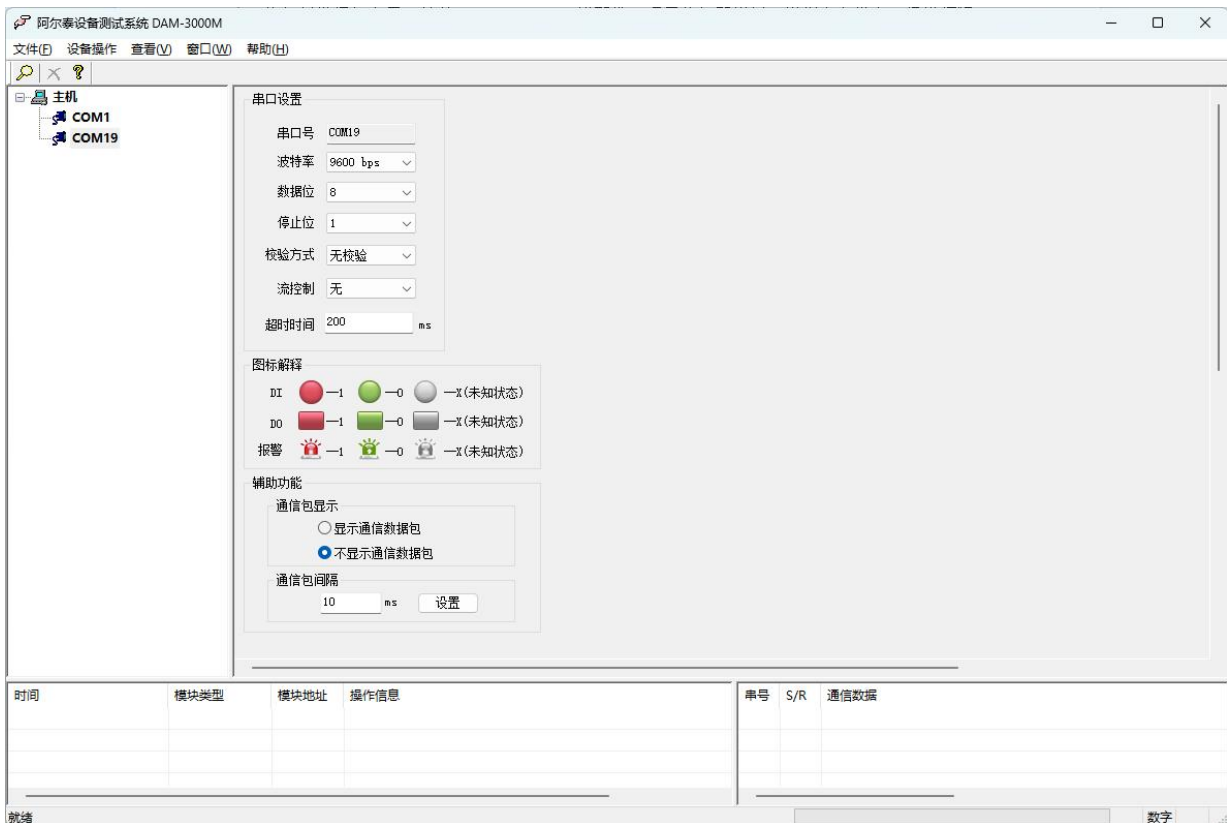 阿尔泰设备测试系统 DAM-3000M
文件(F) 设备操作 查看(V) 窗口(W) 帮助(H)
主机
COM1
COM19
串口设置
串口号 COM19
波特率 9600 bps
数据位 8
停止位 1
校验方式 无校验
流控制 无
超时时间 200 ms
图标解释
DI —1 —0 —X(未知状态)
DO —1 —0 —X(未知状态)
报警 —1 —0 —X(未知状态)
辅助功能
通信包显示
显示通信数据包
不显示通信数据包
通信包间隔
10 ms 设置
时间 模块类型 模块地址 操作信息 串号 S/R 通信数据
就绪 数字